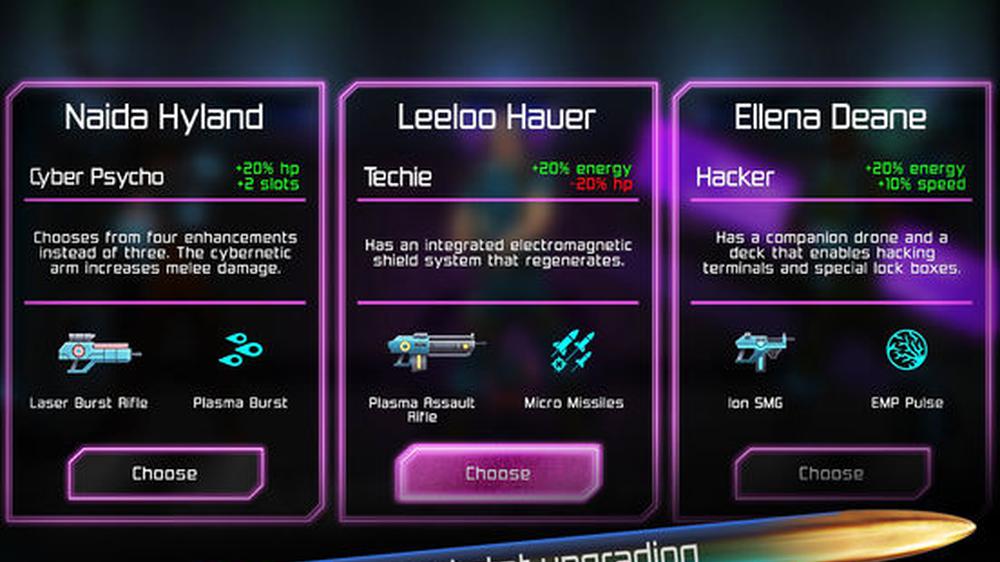 Naida Hyland
Cyber Psycho
+20% hp
+2 slots
Chooses from four enhancements
instead of three. The cybernetic
arm increases melee damage.
Laser Burst Rifle
Plasma Burst
Choose
Leeloo Hauer
Techie
+20% energy
-20% hp
Has an integrated electromagnetic
shield system that regenerates.
Plasma Assault
Rifle
Micro Missiles
Choose
Ellena Deane
Hacker
+20% energy
+10% speed
Has a companion drone and a
deck that enables hacking
terminals and special lock boxes.
Ion SMG
EMP Pulse
Choose
upgrading